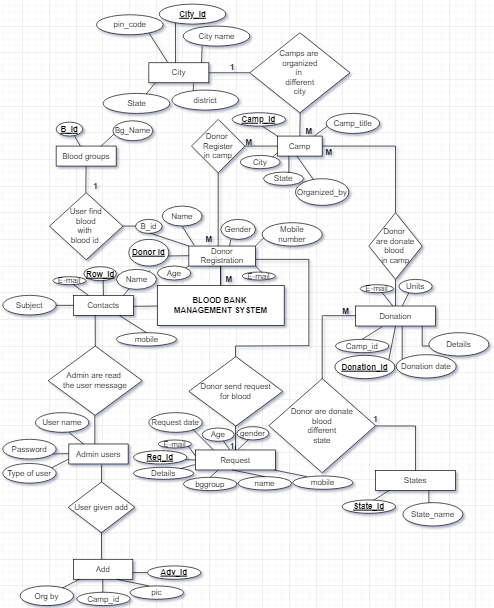 City_id
pin_code
City name
City
1
State
district
Camps are
organized
in
different
city
M
Camp_id
Camp_title
Camp
M
M
City
State
Organized_by
B_id
Bg_Name
Blood groups
1
Donor
Register
in camp
User find
blood
with
blood id
B_id
Name
Gender
Mobile
number
M
Donor id
Donor
Registration
Age
E-mail
M
Donor
are donate
blood
in camp
E-mail
Row_id
Name
Subject
Contacts
mobile
BLOOD BANK
MANAGEMENT SYSTEM
E-mail
Units
M
Donation
Camp_id
Details
Donation_id
Donation date
Admin are read
the user message
Donor send request
for blood
Donor are donate
blood
different
state
1
User name
Password
Admin users
Type of user
Request date
Age
gender
E-mail
1
Req_id
Request
Details
bggroup
name
mobile
States
State_id
State_name
User given add
Add
Adv_id
Org by
Camp_id
pic